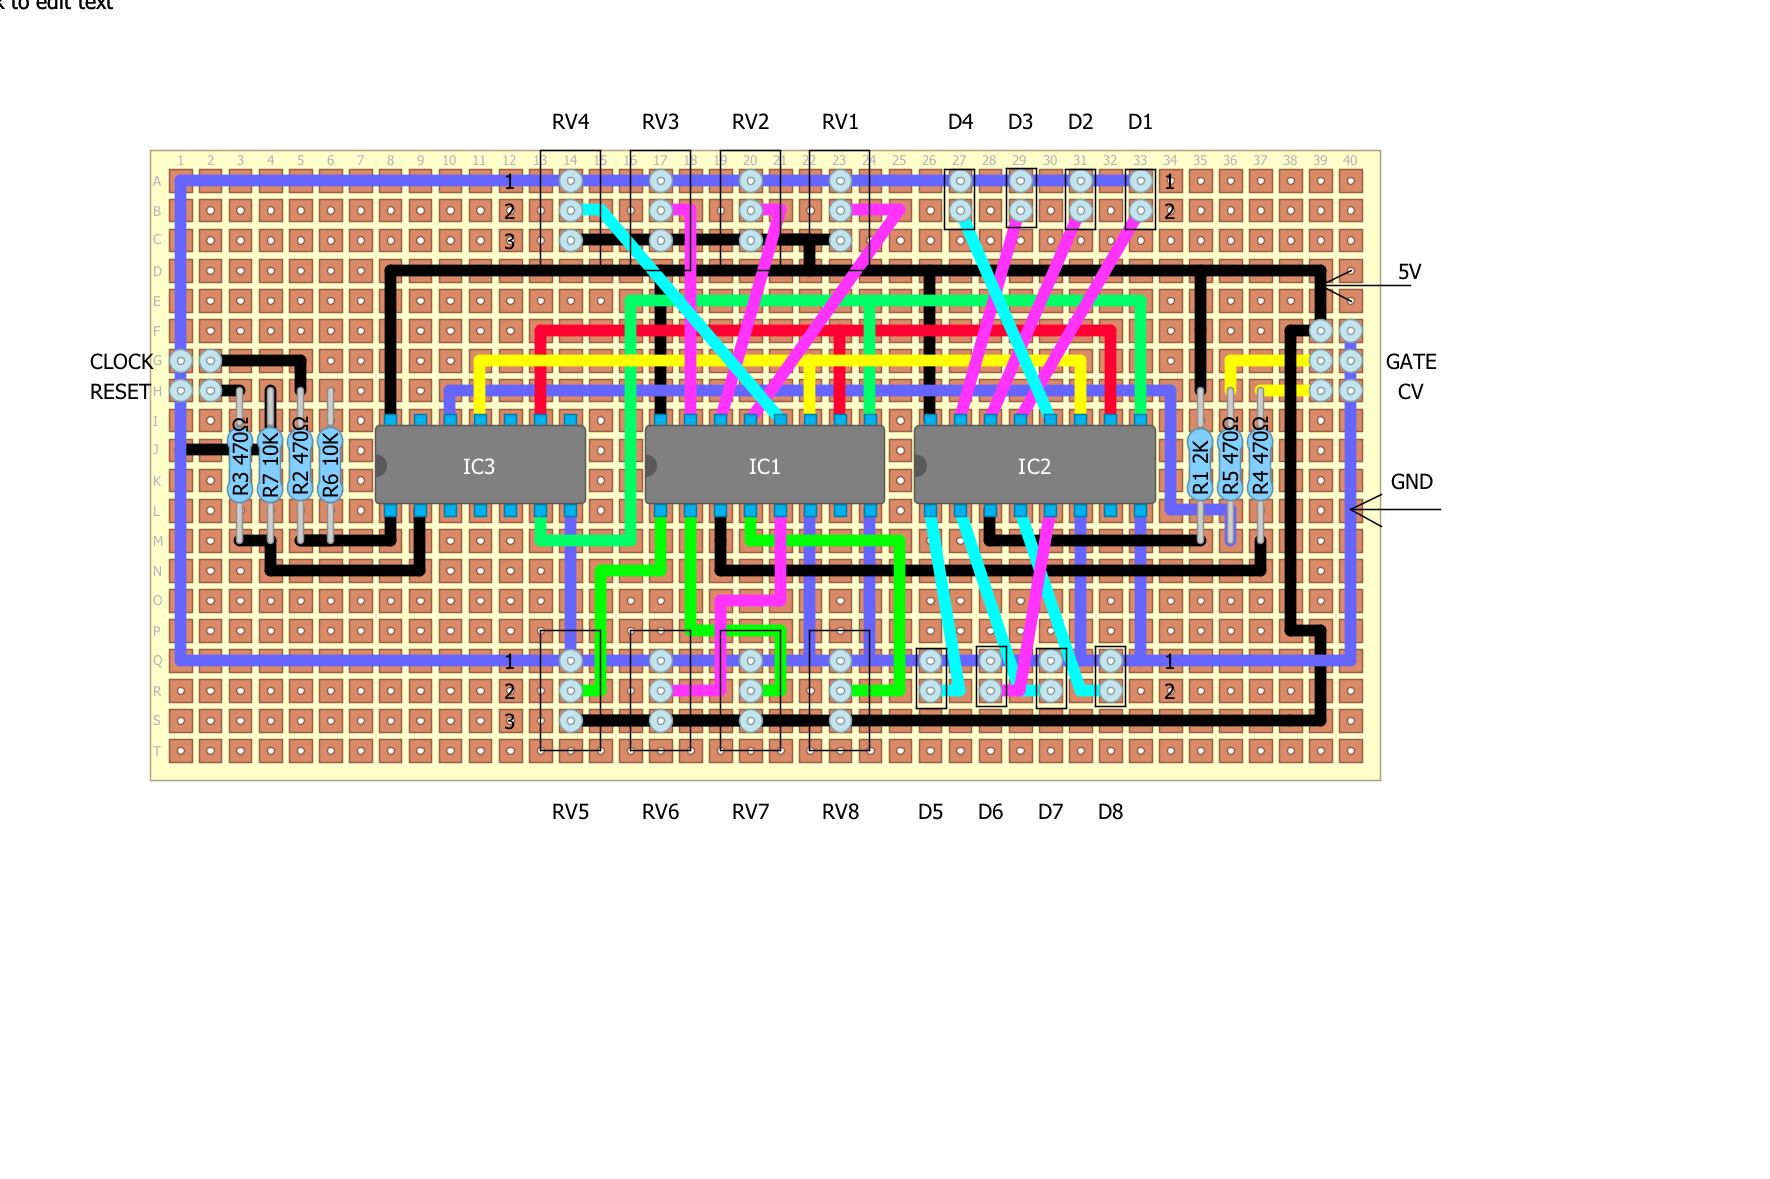 k to edit text
RV4 RV3 RV2 RV1 D4 D3 D2 D1
1 2 3 4 5 6 7 8 9 10 11 12 13 14 15 16 17 18 19 20 21 22 23 24 25 26 27 28 29 30 31 32 33 34 35 36 37 38 39 40
A 1 1
B 2 2
C 3
D 5V
E
F
CLOCK G GATE
RESET H CV
I
J
K IC3 IC1 IC2 GND
R3 470Ω
R7 10K
R2 470Ω
R6 10K
R1 2K
R5 470Ω
R4 470Ω
L
M
N
O
P
Q 1 1
R 2 2
S 3
T
RV5 RV6 RV7 RV8 D5 D6 D7 D8